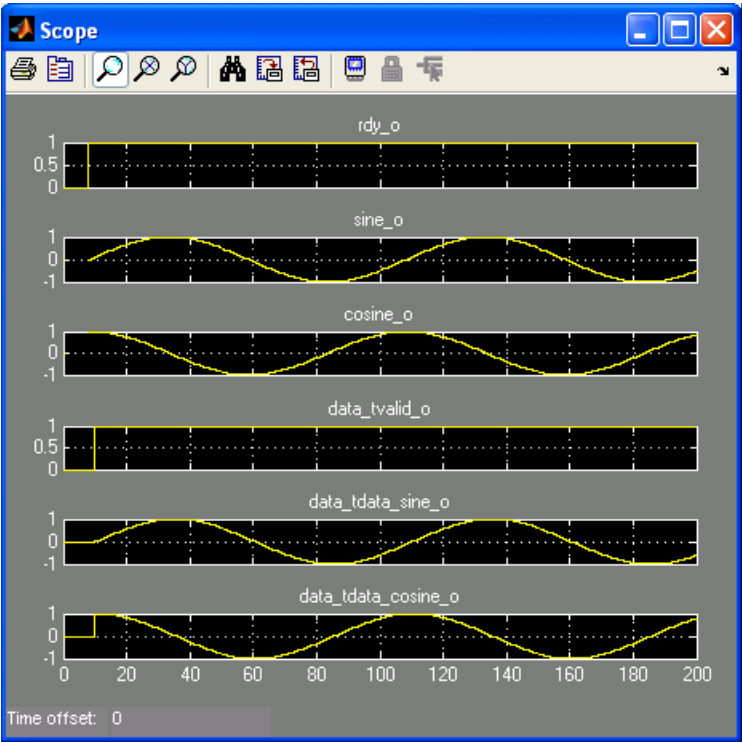 Scope
rdy_o
1
0.5
0
sine_o
1
0
-1
cosine_o
1
0
-1
data_tvalid_o
1
0.5
0
data_tdata_sine_o
1
0
-1
data_tdata_cosine_o
1
0
-1
0 20 40 60 80 100 120 140 160 180 200
Time offset: 0